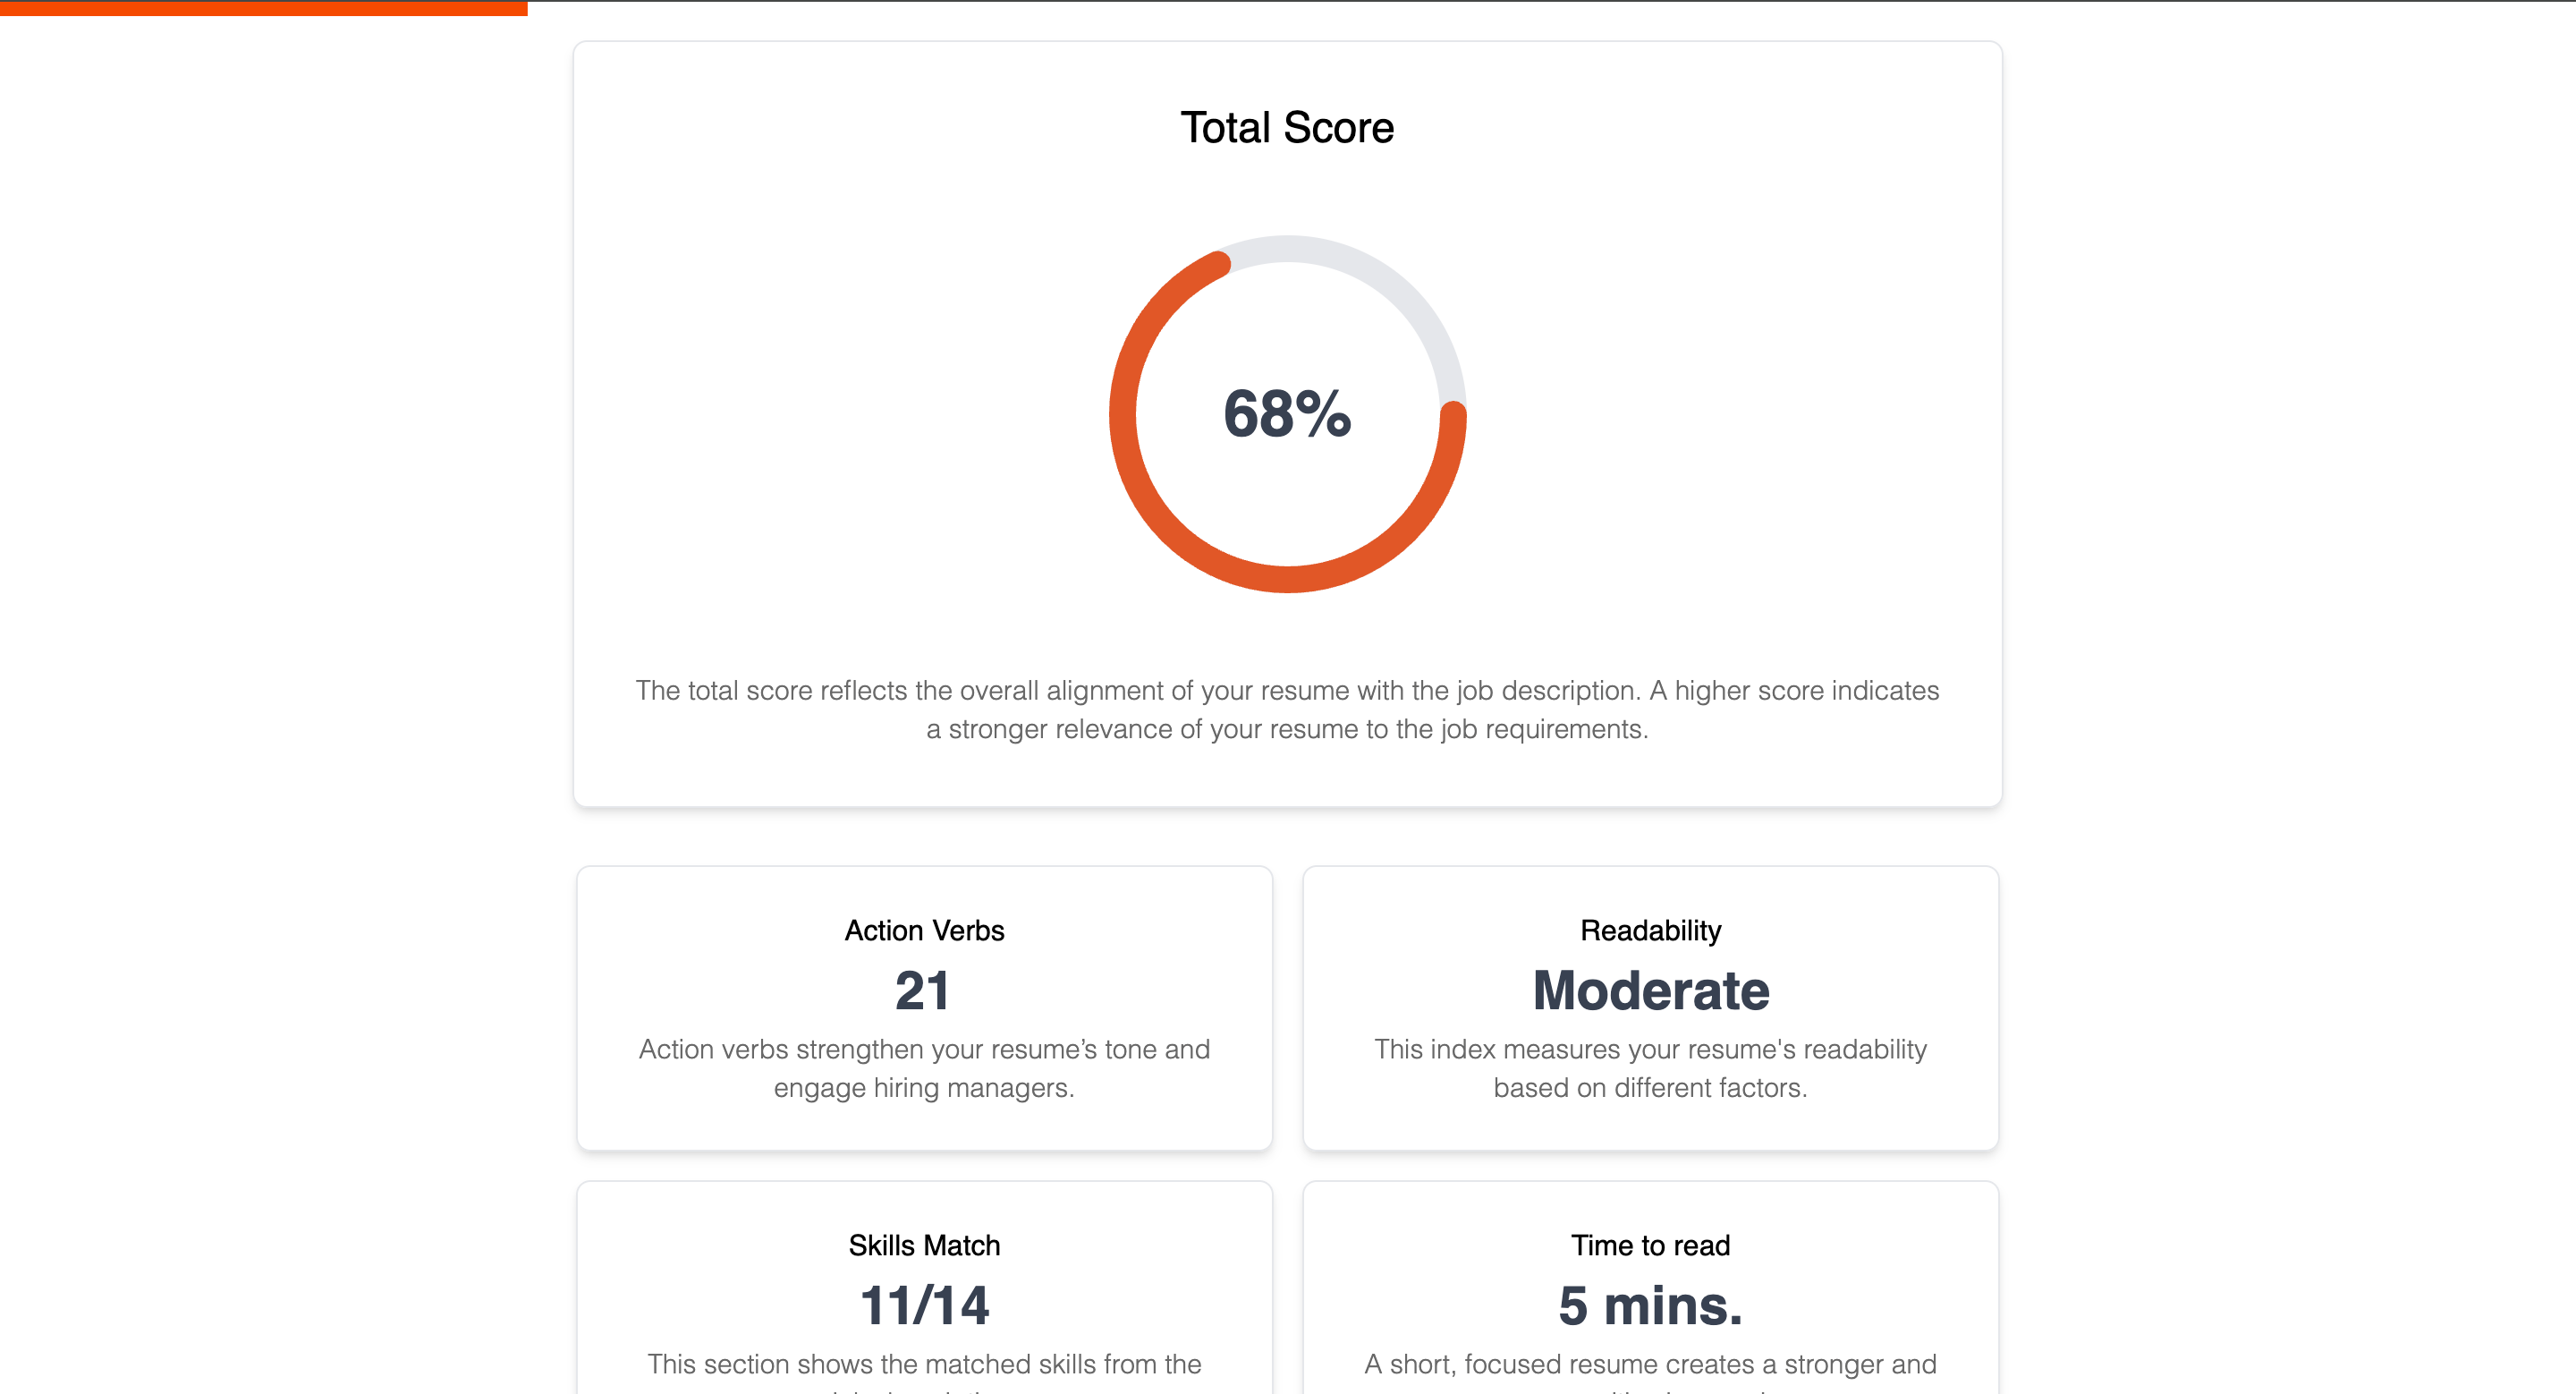 Total Score
68%
The total score reflects the overall alignment of your resume with the job description. A higher score indicates
a stronger relevance of your resume to the job requirements.
Action Verbs
21
Action verbs strengthen your resume’s tone and
engage hiring managers.
Readability
Moderate
This index measures your resume's readability
based on different factors.
Skills Match
11/14
This section shows the matched skills from the
Time to read
5 mins.
A short, focused resume creates a stronger and